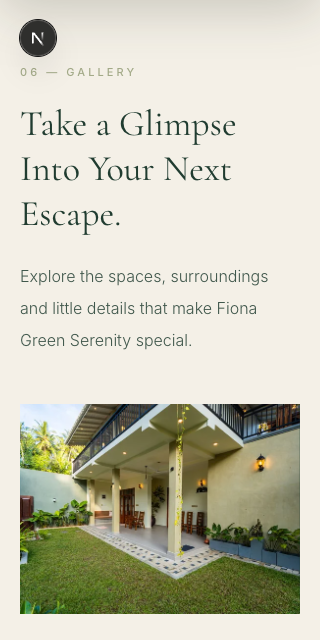 N
06 — GALLERY
Take a Glimpse
Into Your Next
Escape.
Explore the spaces, surroundings
and little details that make Fiona
Green Serenity special.